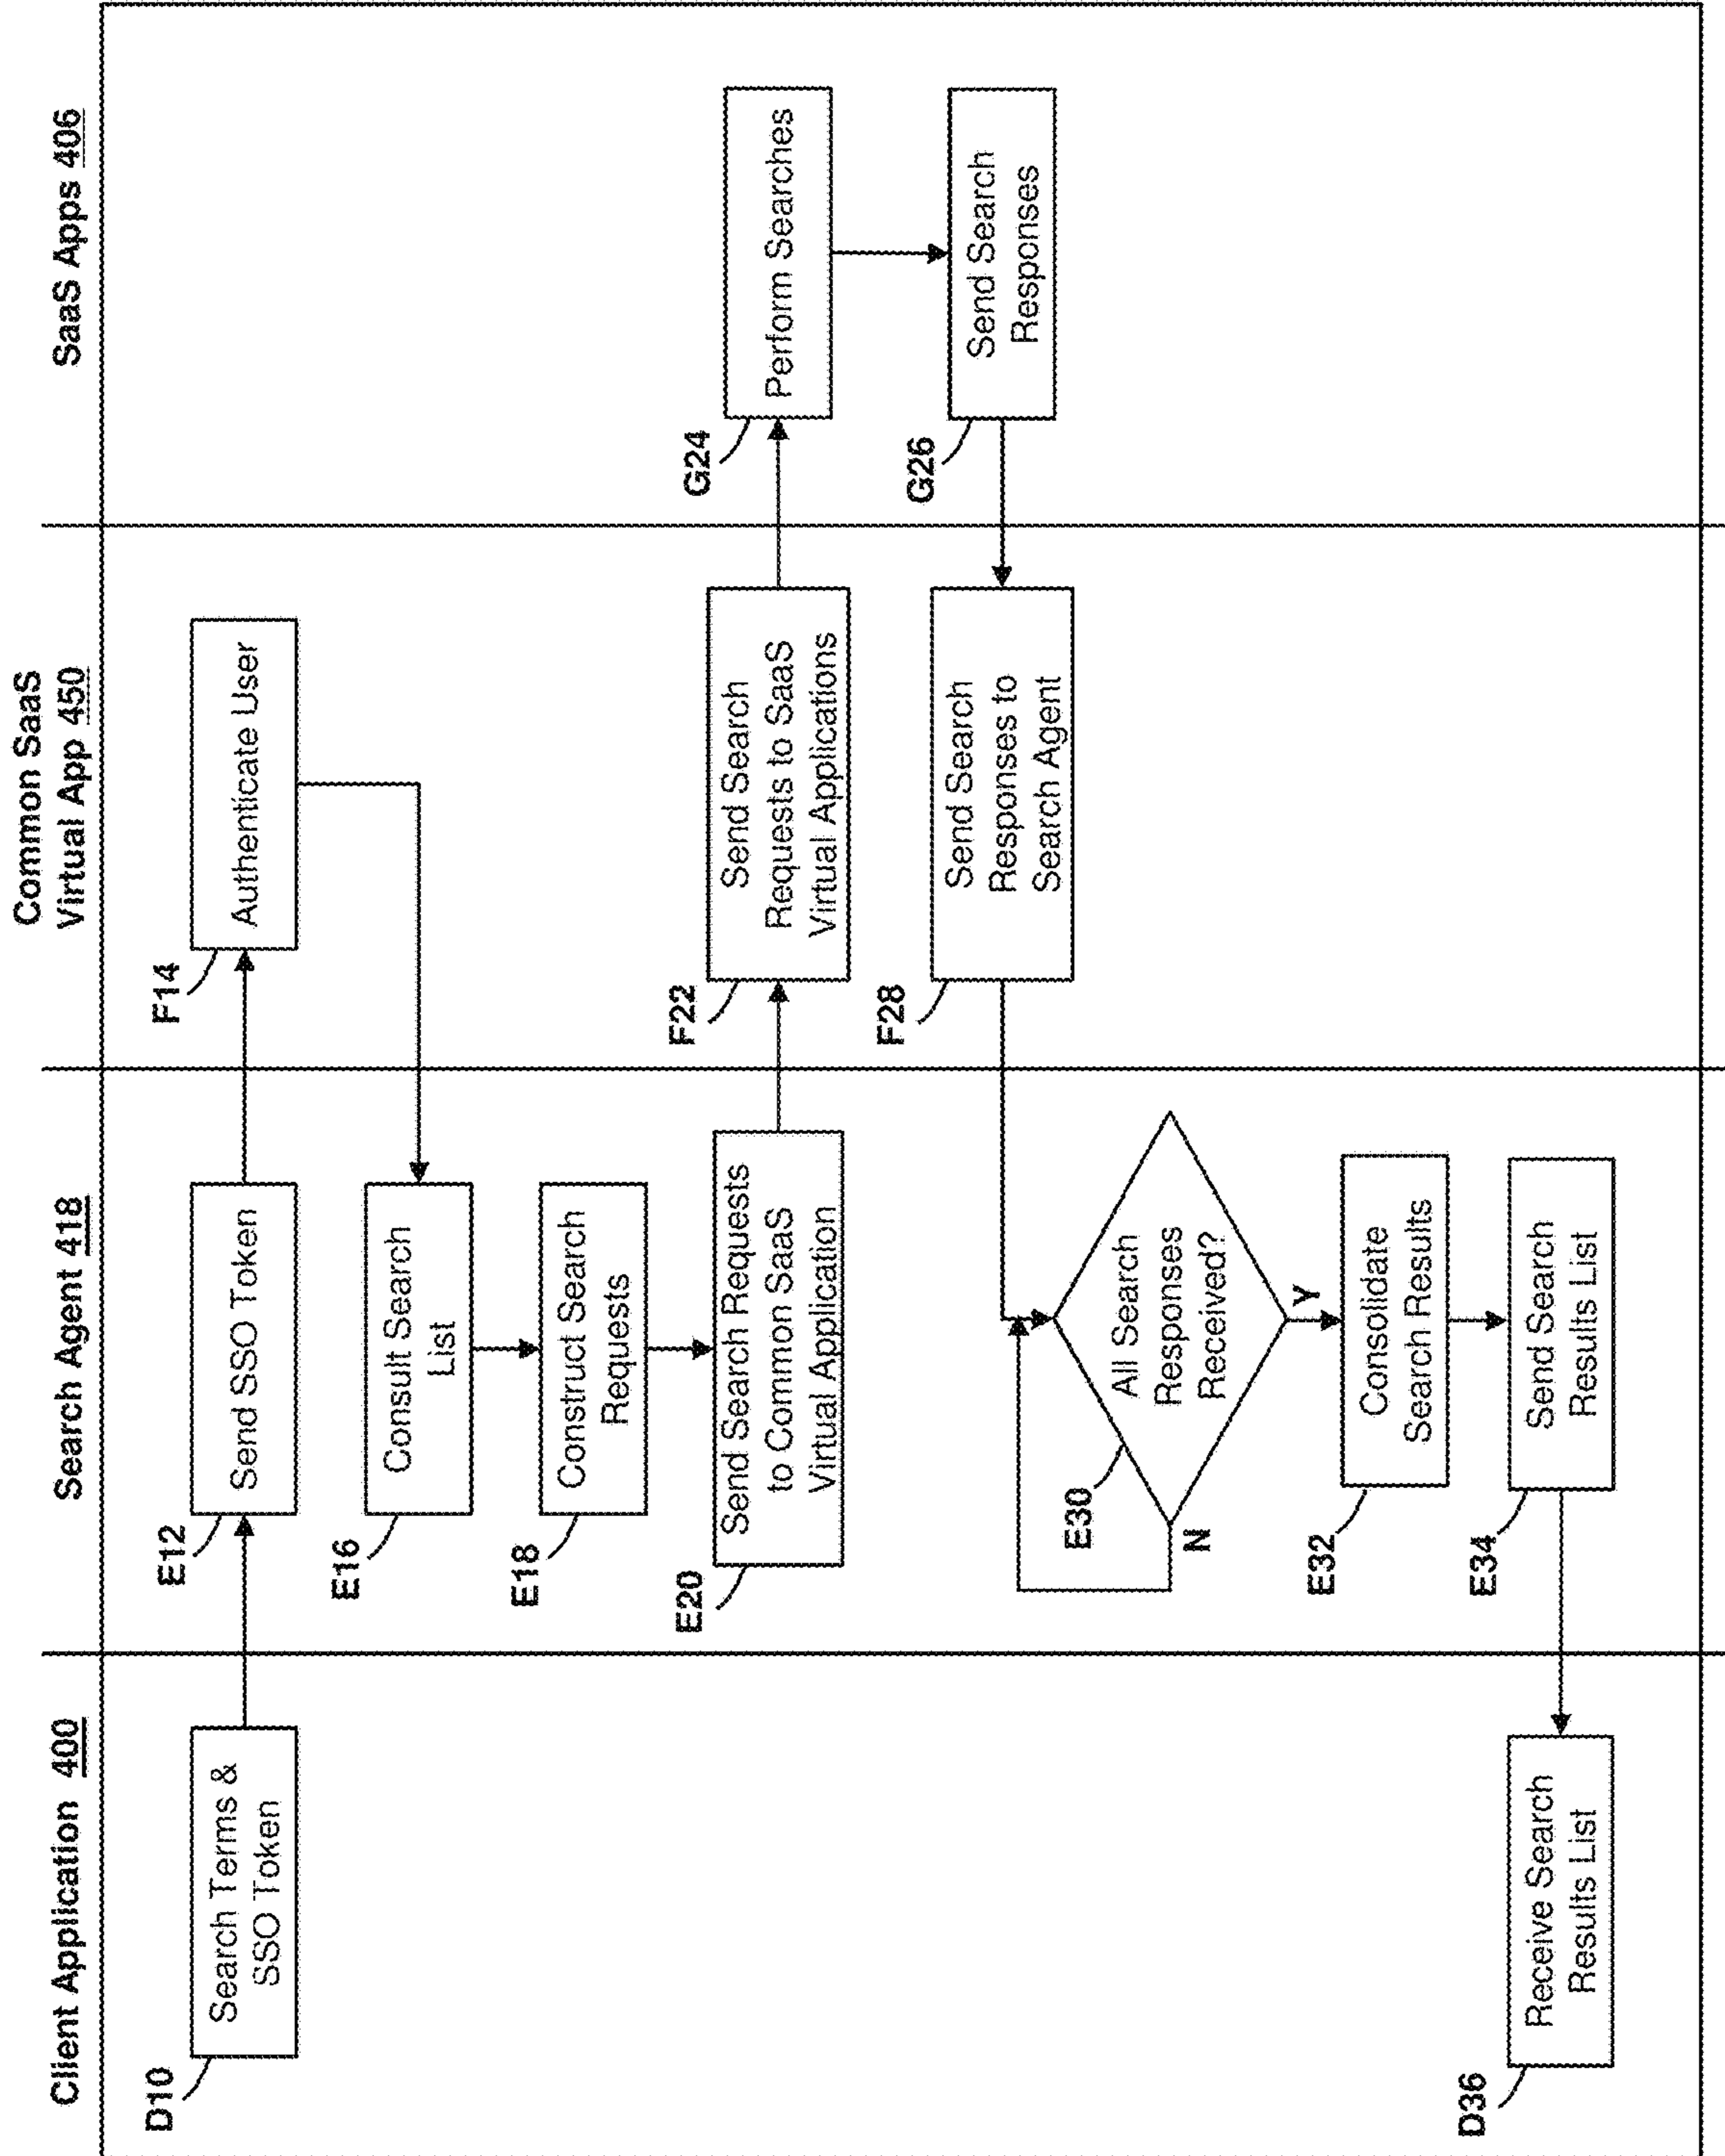 Client Application 400
Search Agent 418
Common SaaS
Virtual App 450
SaaS Apps 406
D10
Search Terms &
SSO Token
E12
Send SSO Token
F14
Authenticate User
E16
Consult Search
List
E18
Construct Search
Requests
E20
Send Search Requests
to Common SaaS
Virtual Application
F22
Send Search
Requests to SaaS
Virtual Applications
G24
Perform Searches
G26
Send Search
Responses
F28
Send Search
Responses to
Search Agent
E30
All Search
Responses
Received?
N
Y
E32
Consolidate
Search Results
E34
Send Search
Results List
D36
Receive Search
Results List